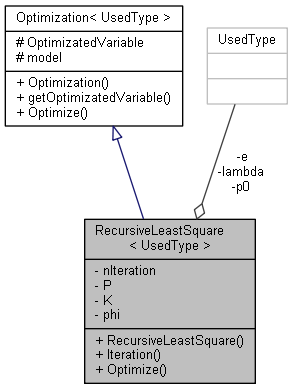 Optimization< UsedType >
# OptimizatedVariable
# model
+ Optimization()
+ getOptimizatedVariable()
+ Optimize()
UsedType
-e
-lambda
-p0
RecursiveLeastSquare
< UsedType >
- nIteration
- P
- K
- phi
+ RecursiveLeastSquare()
+ Iteration()
+ Optimize()